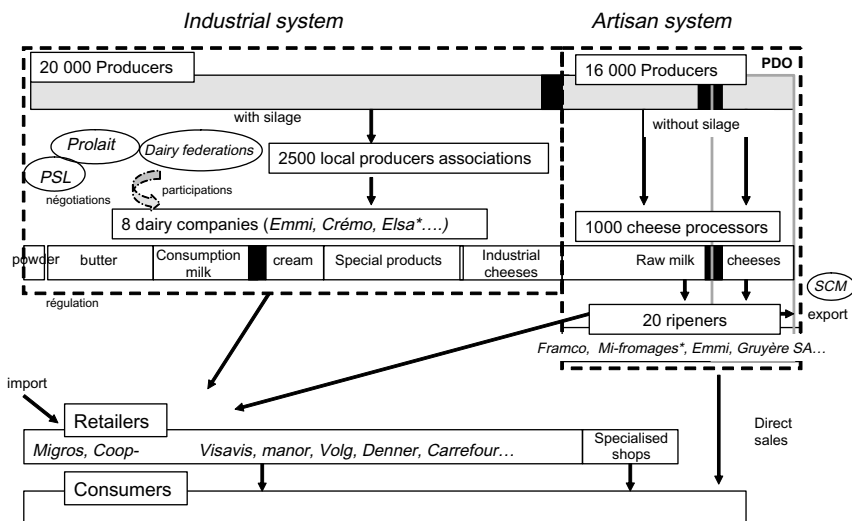 Industrial system
Artisan system
20 000 Producers
16 000 Producers
PDO
with silage
without silage
Prolait
Dairy federations
PSL
2500 local producers associations
négotiations
participations
8 dairy companies (Emmi, Crémo, Elsa*….)
1000 cheese processors
powder
butter
Consumption
milk
cream
Special products
Industrial
cheeses
Raw milk
cheeses
SCM
régulation
20 ripeners
export
Framco, Mi-fromages*, Emmi, Gruyère SA…
import
Retailers
Direct
sales
Migros, Coop-
Visavis, manor, Volg, Denner, Carrefour…
Specialised
shops
Consumers